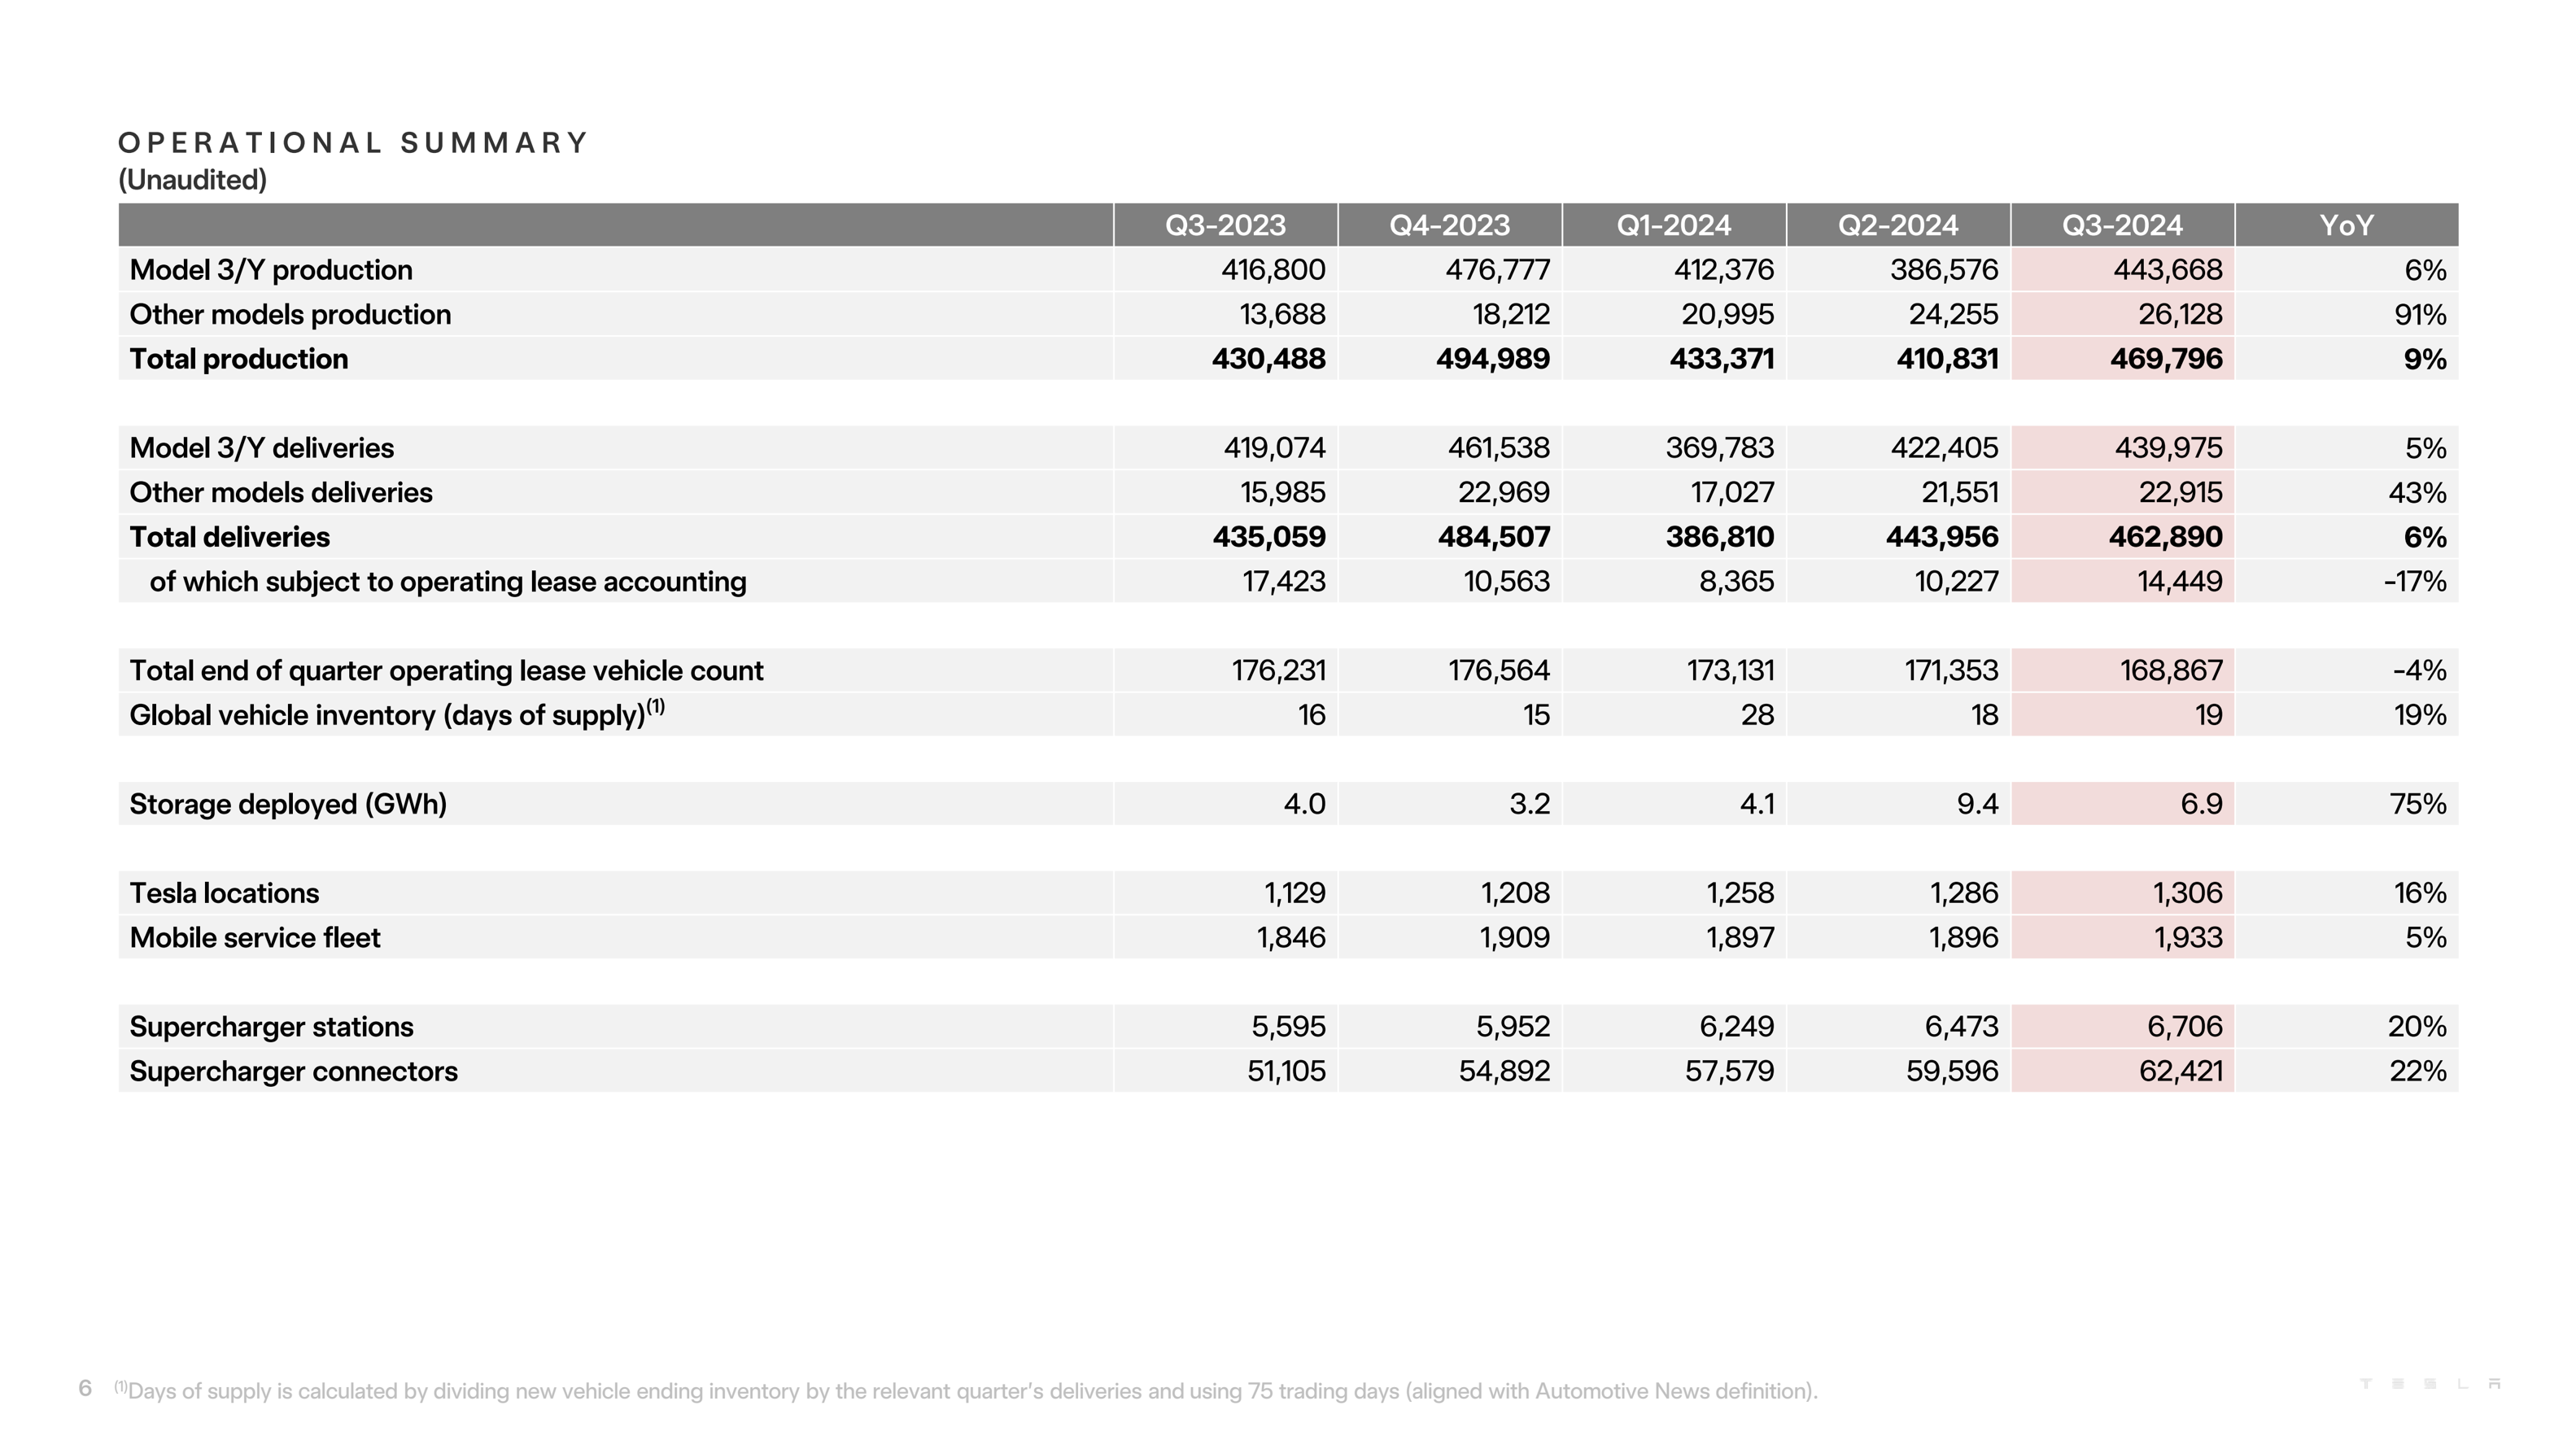 OPERATIONAL SUMMARY
(Unaudited)
Q3-2023 Q4-2023 Q1-2024 Q2-2024 Q3-2024 YoY
Model 3/Y production 416,800 476,777 412,376 386,576 443,668 6%
Other models production 13,688 18,212 20,995 24,255 26,128 91%
Total production 430,488 494,989 433,371 410,831 469,796 9%
Model 3/Y deliveries 419,074 461,538 369,783 422,405 439,975 5%
Other models deliveries 15,985 22,969 17,027 21,551 22,915 43%
Total deliveries 435,059 484,507 386,810 443,956 462,890 6%
of which subject to operating lease accounting 17,423 10,563 8,365 10,227 14,449 -17%
Total end of quarter operating lease vehicle count 176,231 176,564 173,131 171,353 168,867 -4%
Global vehicle inventory (days of supply)(1) 16 15 28 18 19 19%
Storage deployed (GWh) 4.0 3.2 4.1 9.4 6.9 75%
Tesla locations 1,129 1,208 1,258 1,286 1,306 16%
Mobile service fleet 1,846 1,909 1,897 1,896 1,933 5%
Supercharger stations 5,595 5,952 6,249 6,473 6,706 20%
Supercharger connectors 51,105 54,892 57,579 59,596 62,421 22%
6 (1)Days of supply is calculated by dividing new vehicle ending inventory by the relevant quarter's deliveries and using 75 trading days (aligned with Automotive News definition).
TESLA